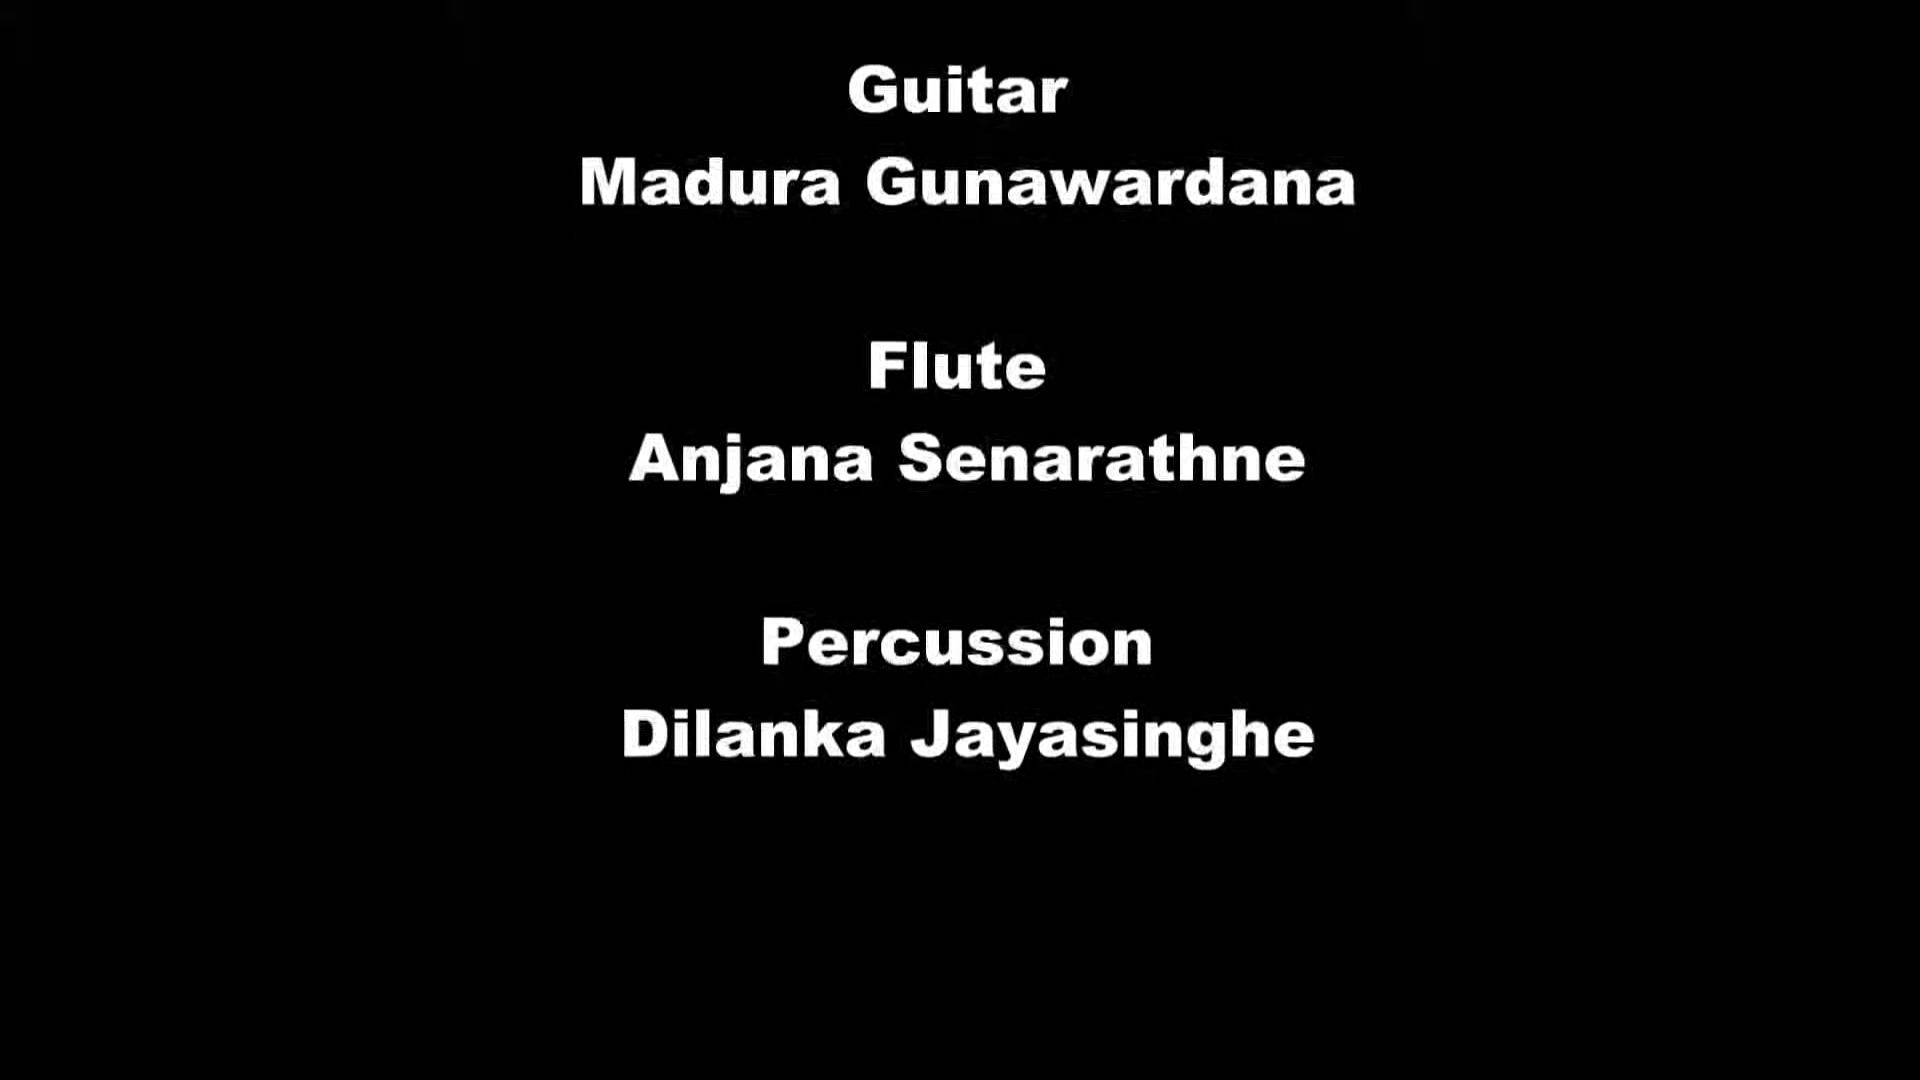 Guitar
Madura Gunawardana
Flute
Anjana Senarathne
Percussion
Dilanka Jayasinghe